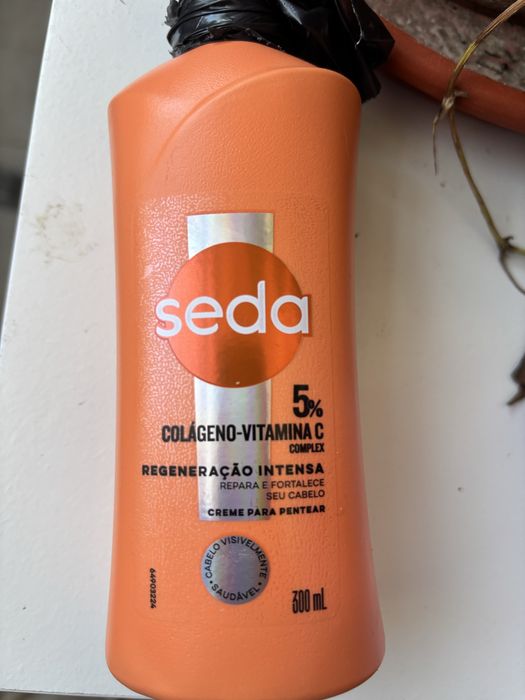 seda
5%
COLÁGENO-VITAMINA C
COMPLEX
REGENERAÇÃO INTENSA
REPARA E FORTALECE
SEU CABELO
CREME PARA PENTEAR
CABELO VISIVELMENTE
SAUDÁVEL
300 mL
64903224